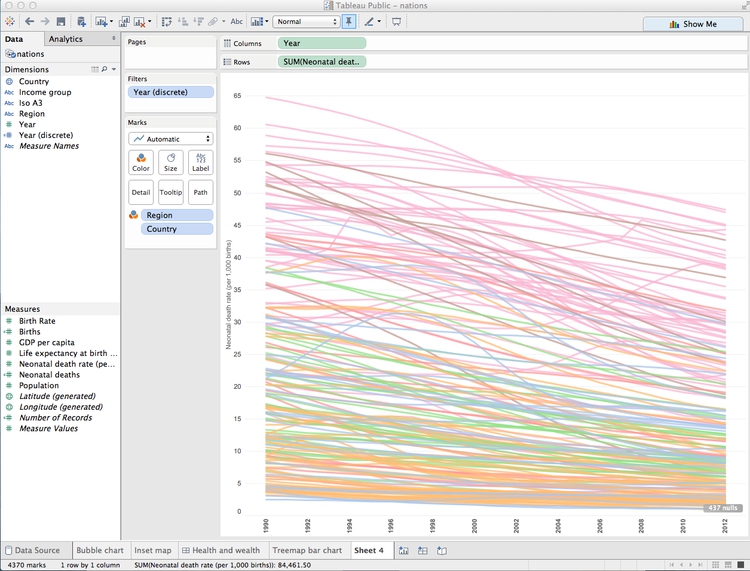 Tableau Public - nations
Abc
Normal
Show Me
Data
Analytics
nations
Dimensions
Country
Abc Income group
Abc Iso A3
Abc Region
Year
Year (discrete)
Abc Measure Names
Measures
Birth Rate
Births
GDP per capita
Life expectancy at birth ...
Neonatal death rate (pe...
Neonatal deaths
Population
Latitude (generated)
Longitude (generated)
Number of Records
Measure Values
Pages
Filters
Year (discrete)
Marks
Automatic
Abc
123
Color
Size
Label
Detail
Tooltip
Path
Region
Country
Columns
Year
Rows
SUM(Neonatal deat..
Neonatal death rate (per 1,000 births)
65
60
55
50
45
40
35
30
25
20
15
10
5
0
437 nulls
1990 1992 1994 1996 1998 2000 2002 2004 2006 2008 2010 2012
Data Source
Bubble chart
Inset map
Health and wealth
Treemap bar chart
Sheet 4
4370 marks
1 row by 1 column
SUM(Neonatal death rate (per 1,000 births)): 84,461.50